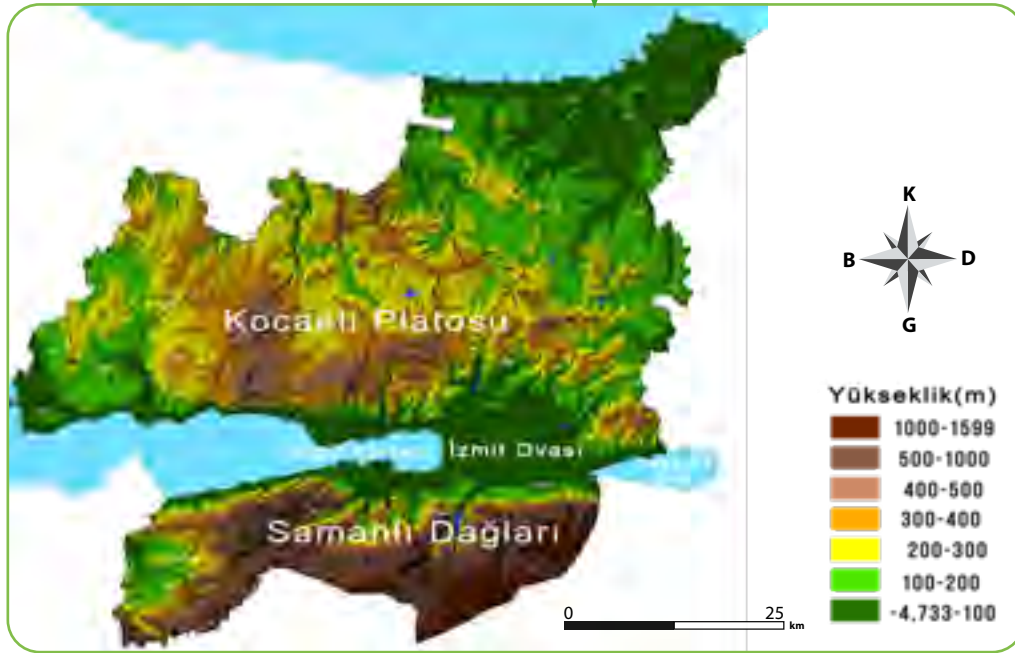 Kocaeli Platosu
İzmit Ovası
Samanlı Dağları
K
B
D
G
Yükseklik(m)
1000-1599
500-1000
400-500
300-400
200-300
100-200
-4.733-100
0
25
km